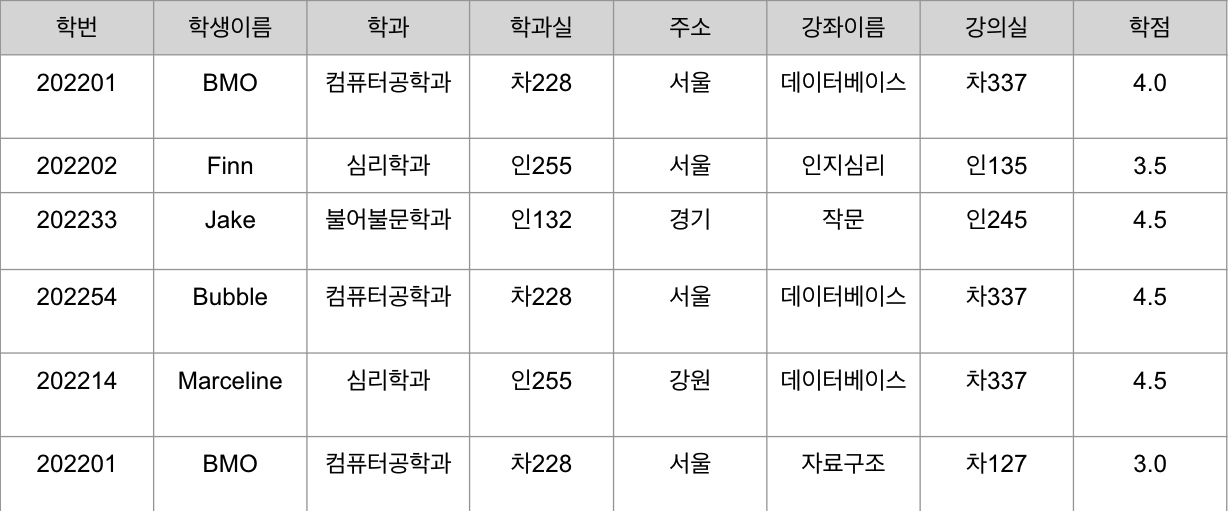 학번 학생이름 학과 학과실 주소 강좌이름 강의실 학점
202201 BMO 컴퓨터공학과 차228 서울 데이터베이스 차337 4.0
202202 Finn 심리학과 인255 서울 인지심리 인135 3.5
202233 Jake 불어불문학과 인132 경기 작문 인245 4.5
202254 Bubble 컴퓨터공학과 차228 서울 데이터베이스 차337 4.5
202214 Marceline 심리학과 인255 강원 데이터베이스 차337 4.5
202201 BMO 컴퓨터공학과 차228 서울 자료구조 차127 3.0